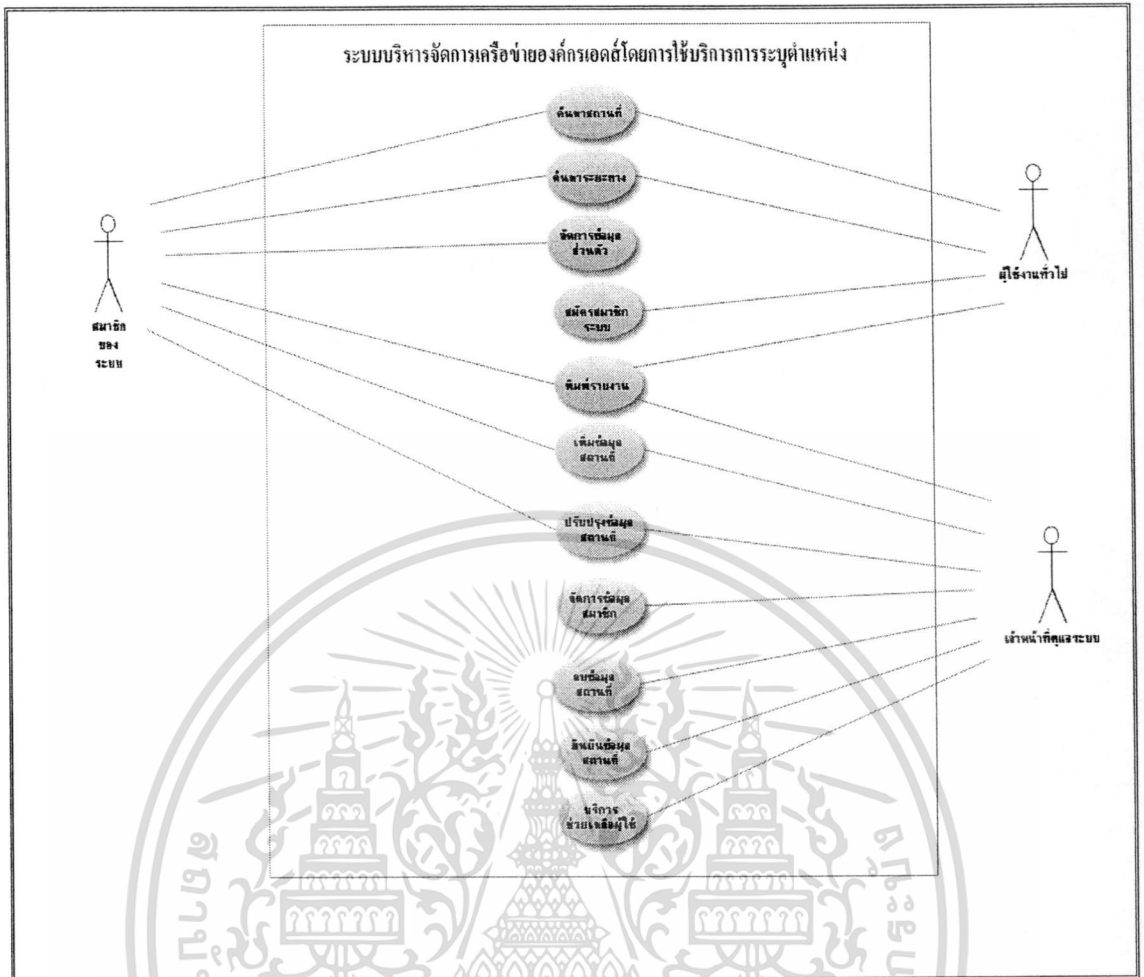 ระบบบริหารจัดการเครือข่ายองค์กรเอดส์โดยการใช้บริการการระบุตำแหน่ง
ค้นหาสถานที่
ค้นหาระยะทาง
จัดการข้อมูล
ส่วนตัว
สมัครสมาชิก
ระบบ
พิมพ์รายงาน
เพิ่มข้อมูล
สถานที่
ปรับปรุงข้อมูล
สถานที่
จัดการข้อมูล
สมาชิก
ลบข้อมูล
สถานที่
ยืนยันข้อมูล
สถานที่
บริการ
ช่วยเหลือผู้ใช้
สมาชิก
ของ
ระบบ
ผู้ใช้งานทั่วไป
เจ้าหน้าที่ดูแลระบบ